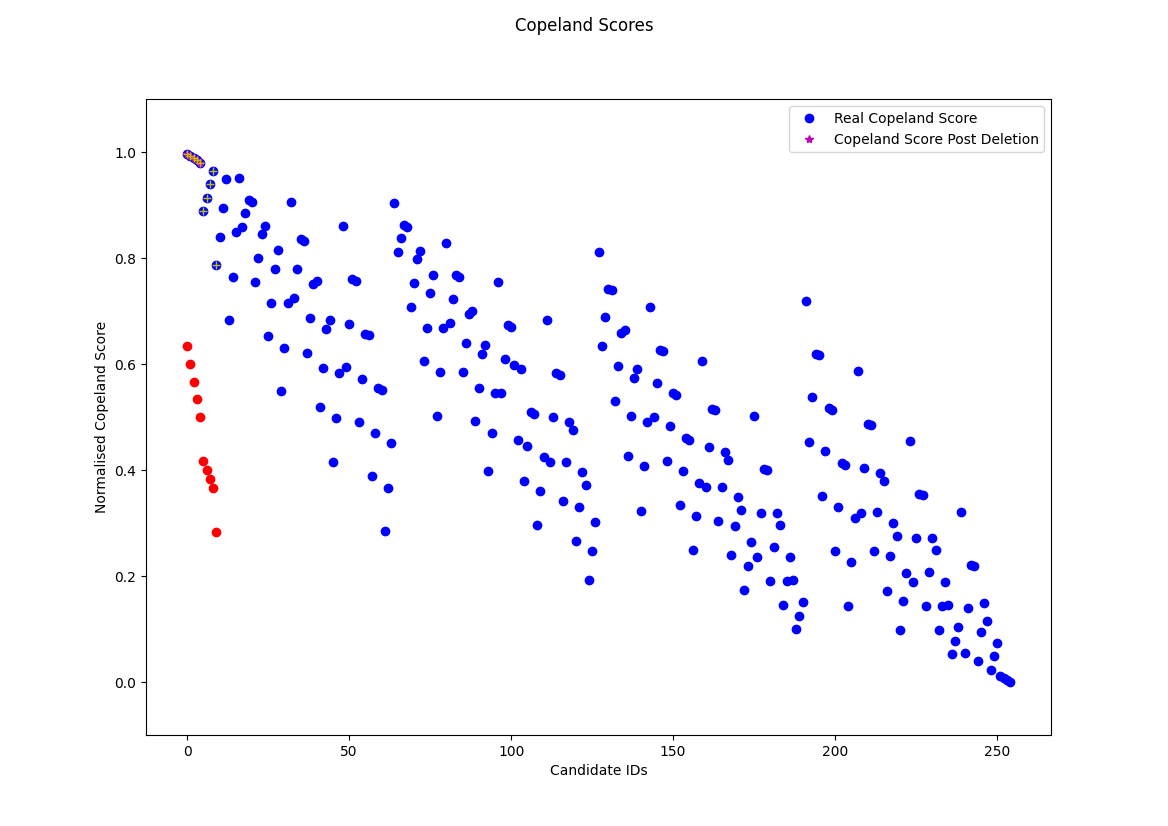 Copeland Scores
Real Copeland Score
Copeland Score Post Deletion
1.0
0.8
0.6
0.4
0.2
0.0
Normalised Copeland Score
0
50
100
150
200
250
Candidate IDs